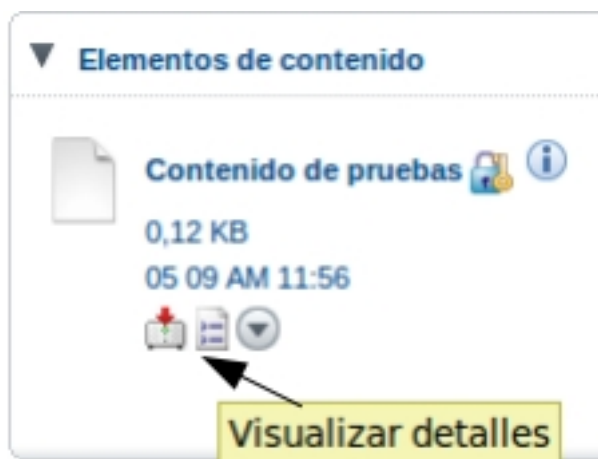 Elementos de contenido
Contenido de pruebas
0,12 KB
05 09 AM 11:56
Visualizar detalles